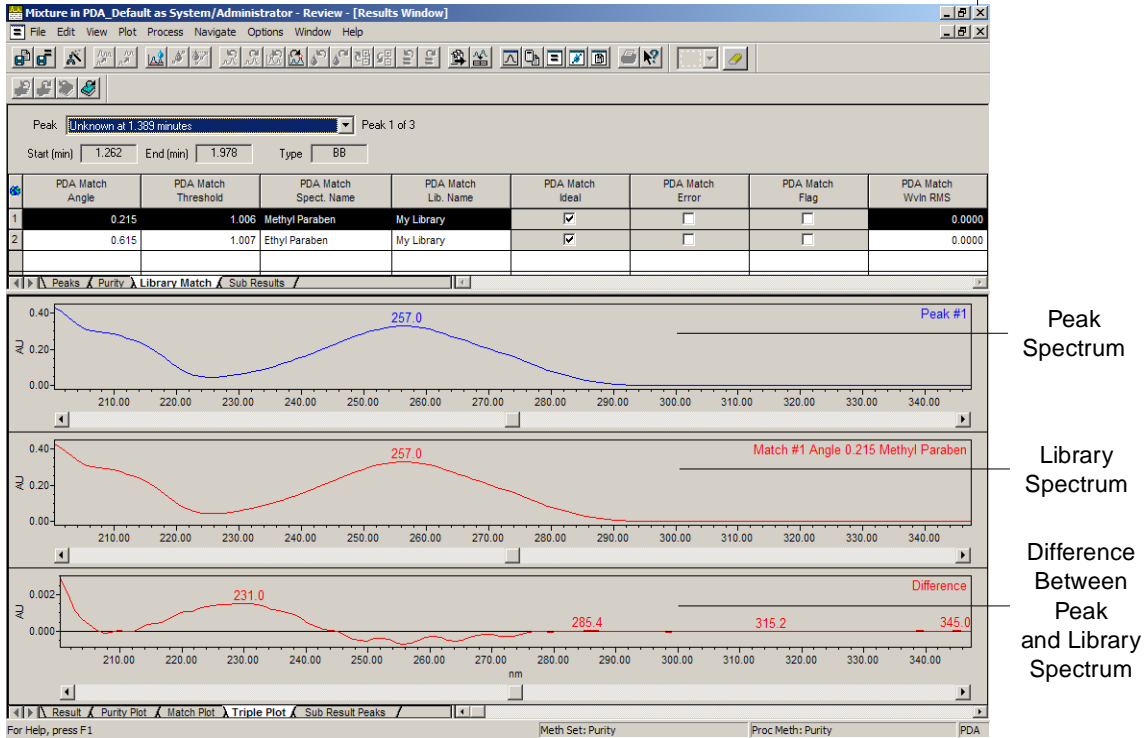 Mixture in PDA_Default as System/Administrator - Review - [Results Window]
File Edit View Plot Process Navigate Options Window Help
Peak Unknown at 1.389 minutes Peak 1 of 3
Start (min) 1.262 End (min) 1.978 Type BB
PDA Match Angle PDA Match Threshold PDA Match Spect. Name PDA Match Lib. Name PDA Match Ideal PDA Match Error PDA Match Flag PDA Match Wvln RMS
1 0.215 1.006 Methyl Paraben My Library 0.0000
2 0.615 1.007 Ethyl Paraben My Library 0.0000
Peaks Purity Library Match Sub Results
0.40
0.20
0.00
AU
257.0
Peak #1
210.00 220.00 230.00 240.00 250.00 260.00 270.00 280.00 290.00 300.00 310.00 320.00 330.00 340.00
Peak
Spectrum
0.40
0.20
0.00
AU
257.0
Match #1 Angle 0.215 Methyl Paraben
210.00 220.00 230.00 240.00 250.00 260.00 270.00 280.00 290.00 300.00 310.00 320.00 330.00 340.00
Library
Spectrum
0.002
0.000
AU
231.0
285.4
315.2
345.0
Difference
210.00 220.00 230.00 240.00 250.00 260.00 270.00 280.00 290.00 300.00 310.00 320.00 330.00 340.00
nm
Difference
Between
Peak
and Library
Spectrum
Result Purity Plot Match Plot Triple Plot Sub Result Peaks
For Help, press F1 Meth Set: Purity Proc Meth: Purity PDA